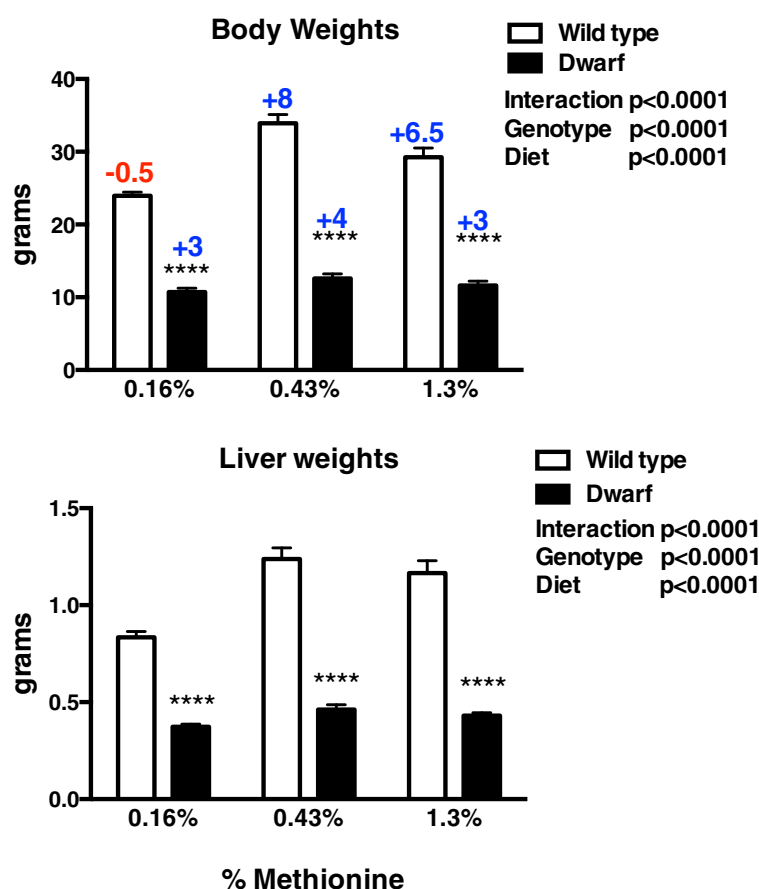 Body Weights
Wild type
Dwarf
Interaction p<0.0001
Genotype p<0.0001
Diet p<0.0001
grams
40
30
20
10
0
-0.5
+3
****
+8
+4
****
+6.5
+3
****
0.16% 0.43% 1.3%
Liver weights
Wild type
Dwarf
Interaction p<0.0001
Genotype p<0.0001
Diet p<0.0001
grams
1.5
1.0
0.5
0.0
**** **** ****
0.16% 0.43% 1.3%
% Methionine